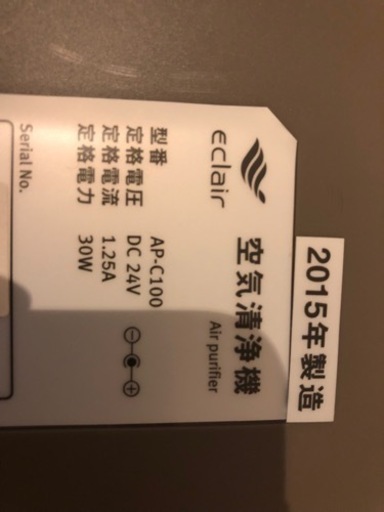 2015年製造
eclair 空気清浄機
Air purifier
型番 AP-C100
定格電圧 DC 24V
定格電流 1.25A
定格電力 30W
Serial No.